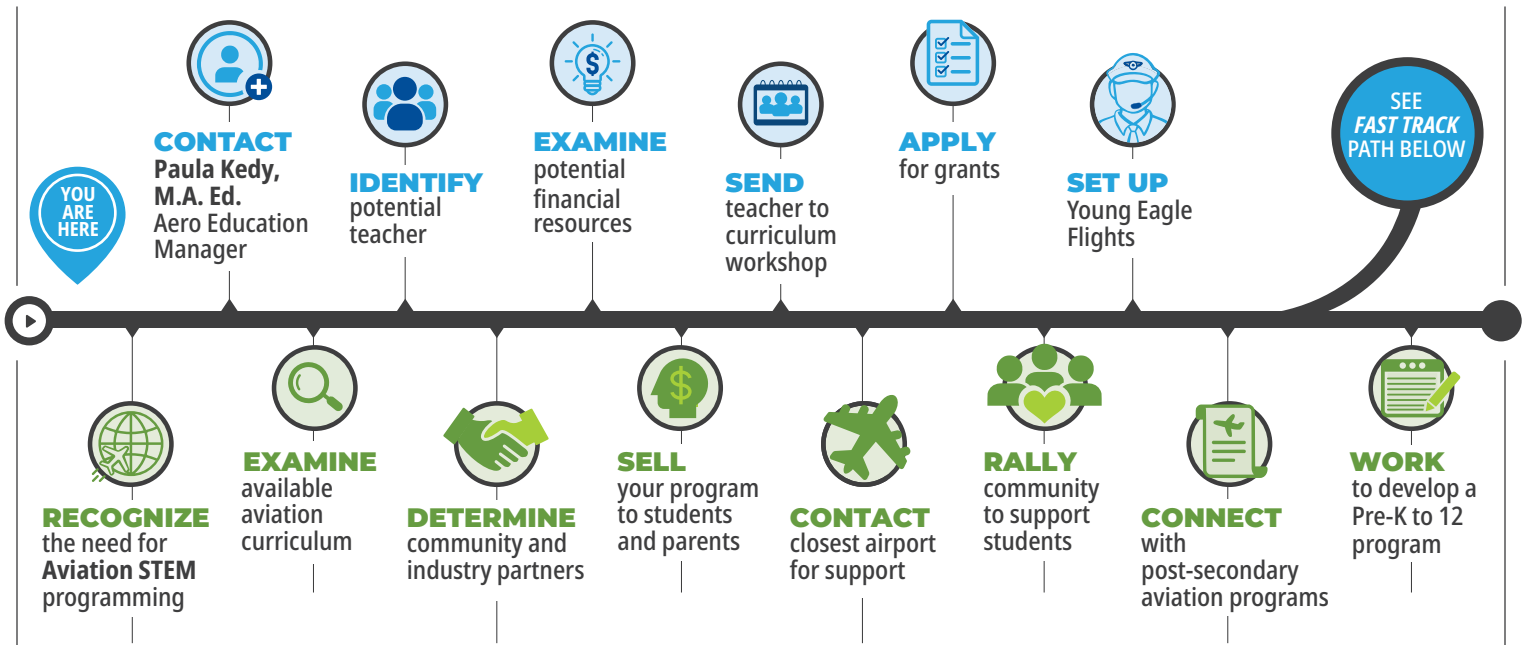 YOU
ARE
HERE
RECOGNIZE
the need for
Aviation STEM
programming
CONTACT
Paula Kedy,
M.A. Ed.
Aero Education
Manager
EXAMINE
available
aviation
curriculum
IDENTIFY
potential
teacher
DETERMINE
community and
industry partners
EXAMINE
potential
financial
resources
SELL
your program
to students
and parents
SEND
teacher to
curriculum
workshop
CONTACT
closest airport
for support
APPLY
for grants
RALLY
community
to support
students
SET UP
Young Eagle
Flights
CONNECT
with
post-secondary
aviation programs
SEE
FAST TRACK
PATH BELOW
WORK
to develop a
Pre-K to 12
program